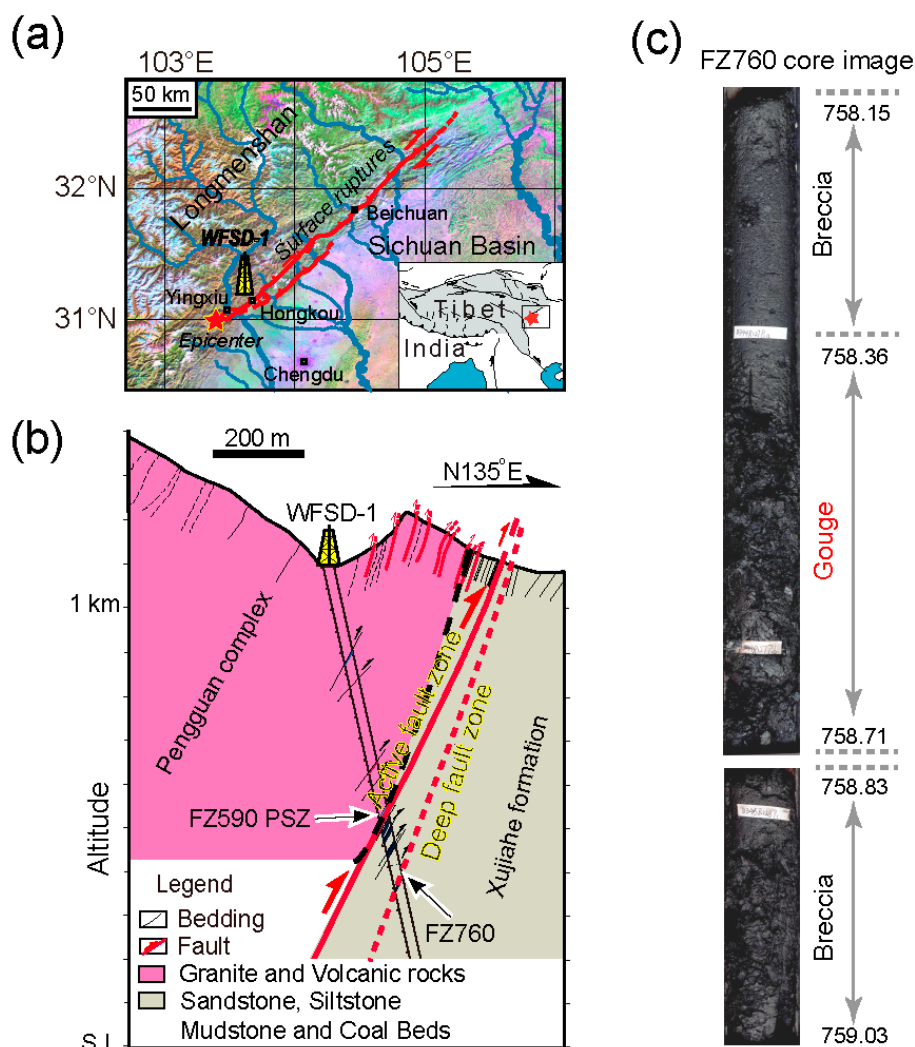 (a)
103°E
105°E
50 km
32°N
31°N
Longmenshan
Surface ruptures
WFSD-1
Beichuan
Sichuan Basin
Yingxiu
Hongkou
Epicenter
Chengdu
Tibet
India
(b)
200 m
N135°E
WFSD-1
1 km
Altitude
Pengguan complex
Active fault zone
Deep fault zone
Xujiahe formation
FZ590 PSZ
FZ760
Legend
Bedding
Fault
Granite and Volcanic rocks
Sandstone, Siltstone
Mudstone and Coal Beds
(c)
FZ760 core image
758.15
Breccia
758.36
Gouge
758.71
758.83
Breccia
759.03